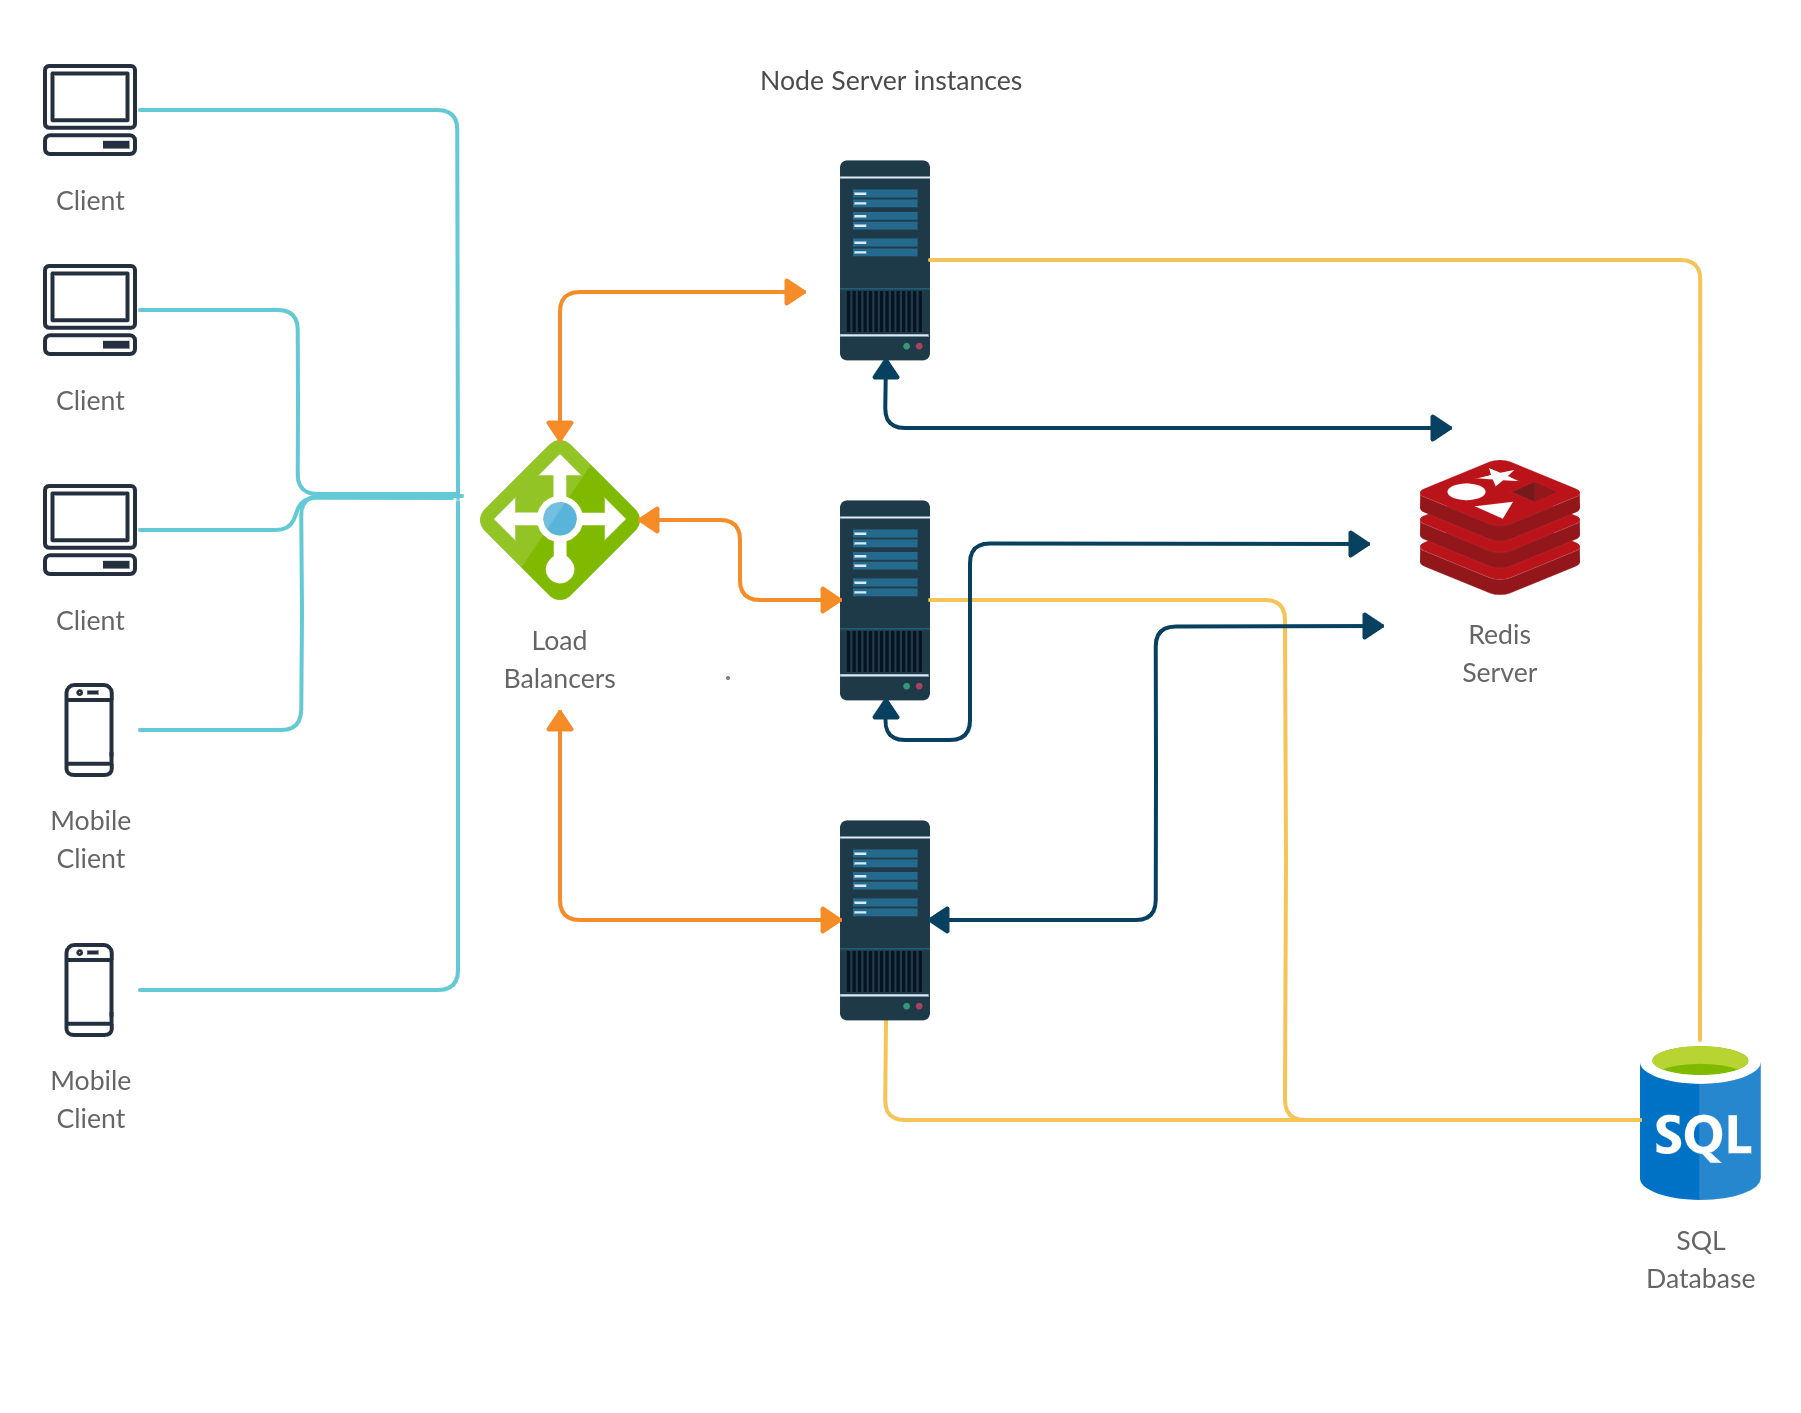 Node Server instances
Client
Client
Client
Mobile
Client
Mobile
Client
Load
Balancers
.
Redis
Server
SQL
SQL
Database